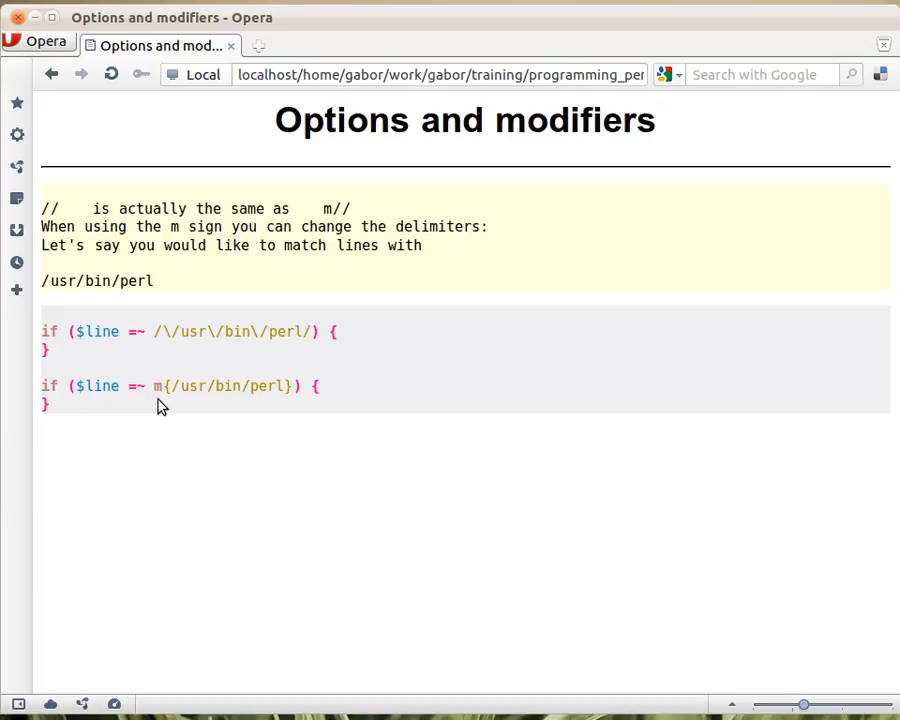 Options and modifiers - Opera
Opera
Options and mod...
Local
localhost/home/gabor/work/gabor/training/programming_per
Search with Google
Options and modifiers
// is actually the same as m//
When using the m sign you can change the delimiters:
Let's say you would like to match lines with
/usr/bin/perl
if ($line =~ /\/usr\/bin\/perl/) {
}
if ($line =~ m{/usr/bin/perl}) {
}